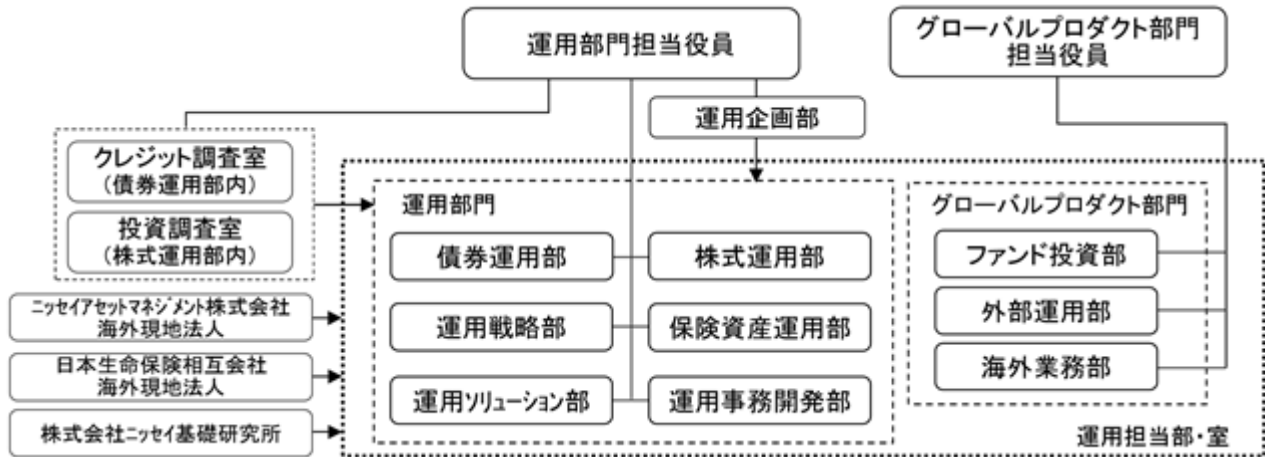 運用部門担当役員
グローバルプロダクト部門
担当役員
運用企画部
クレジット調査室
(債券運用部内)
投資調査室
(株式運用部内)
ニッセイアセットマネジメント株式会社
海外現地法人
日本生命保険相互会社
海外現地法人
株式会社ニッセイ基礎研究所
運用部門
債券運用部
株式運用部
運用戦略部
保険資産運用部
運用ソリューション部
運用事務開発部
グローバルプロダクト部門
ファンド投資部
外部運用部
海外業務部
運用担当部・室